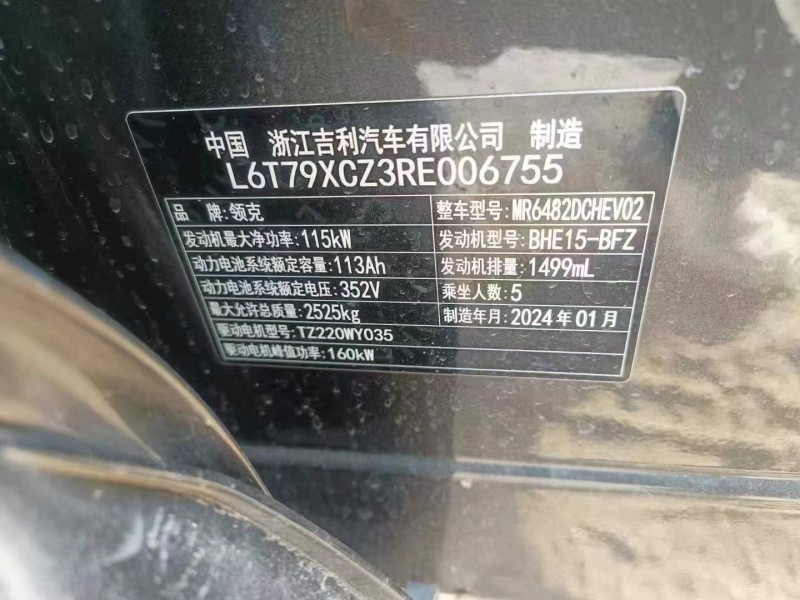 中国 浙江吉利汽车有限公司 制造
L6T79XCZ3RE006755
品 牌:领克 整车型号:MR6482DCHEV02
发动机最大净功率:115kW 发动机型号:BHE15-BFZ
动力电池系统额定容量:113Ah 发动机排量:1499mL
动力电池系统额定电压:352V 乘坐人数:5
最大允许总质量:2525kg 制造年月:2024年01月
驱动电机型号:TZ220WY035
驱动电机峰值功率:160kW